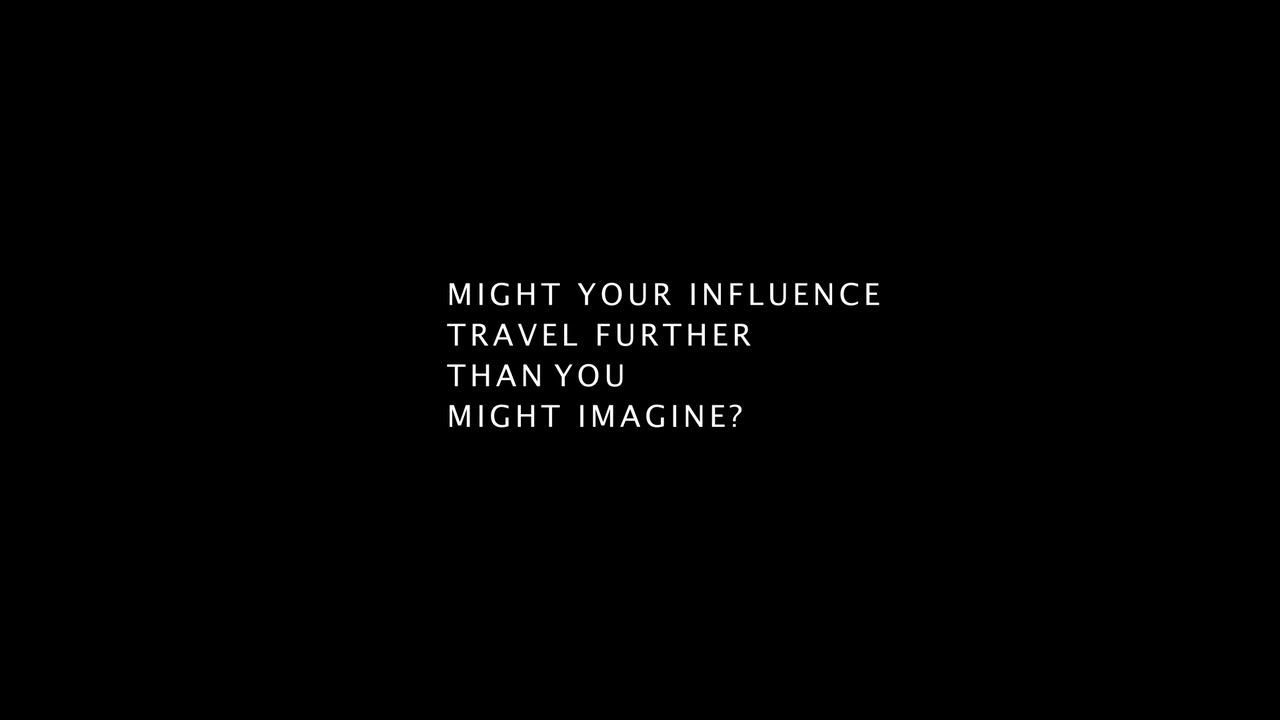 MIGHT YOUR INFLUENCE
TRAVEL FURTHER
THAN YOU
MIGHT IMAGINE?